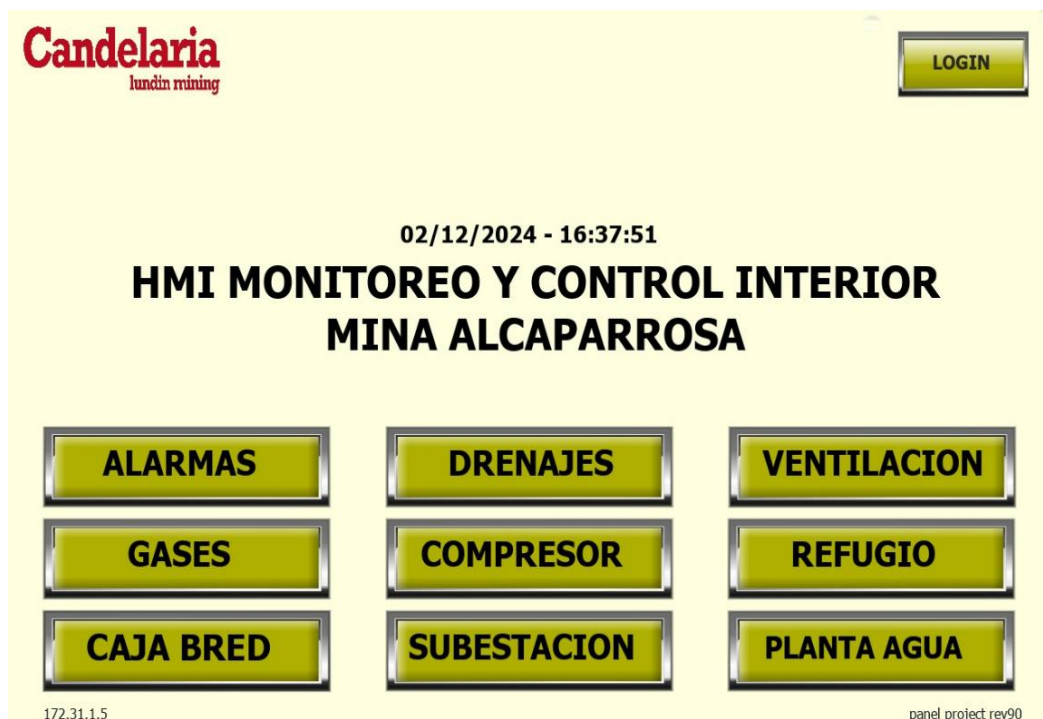 Candelaria
lundin mining
LOGIN
02/12/2024 - 16:37:51
HMI MONITOREO Y CONTROL INTERIOR
MINA ALCAPARROSA
ALARMAS
DRENAJES
VENTILACION
GASES
COMPRESOR
REFUGIO
CAJA BRED
SUBESTACION
PLANTA AGUA
172.31.1.5
panel project rev90